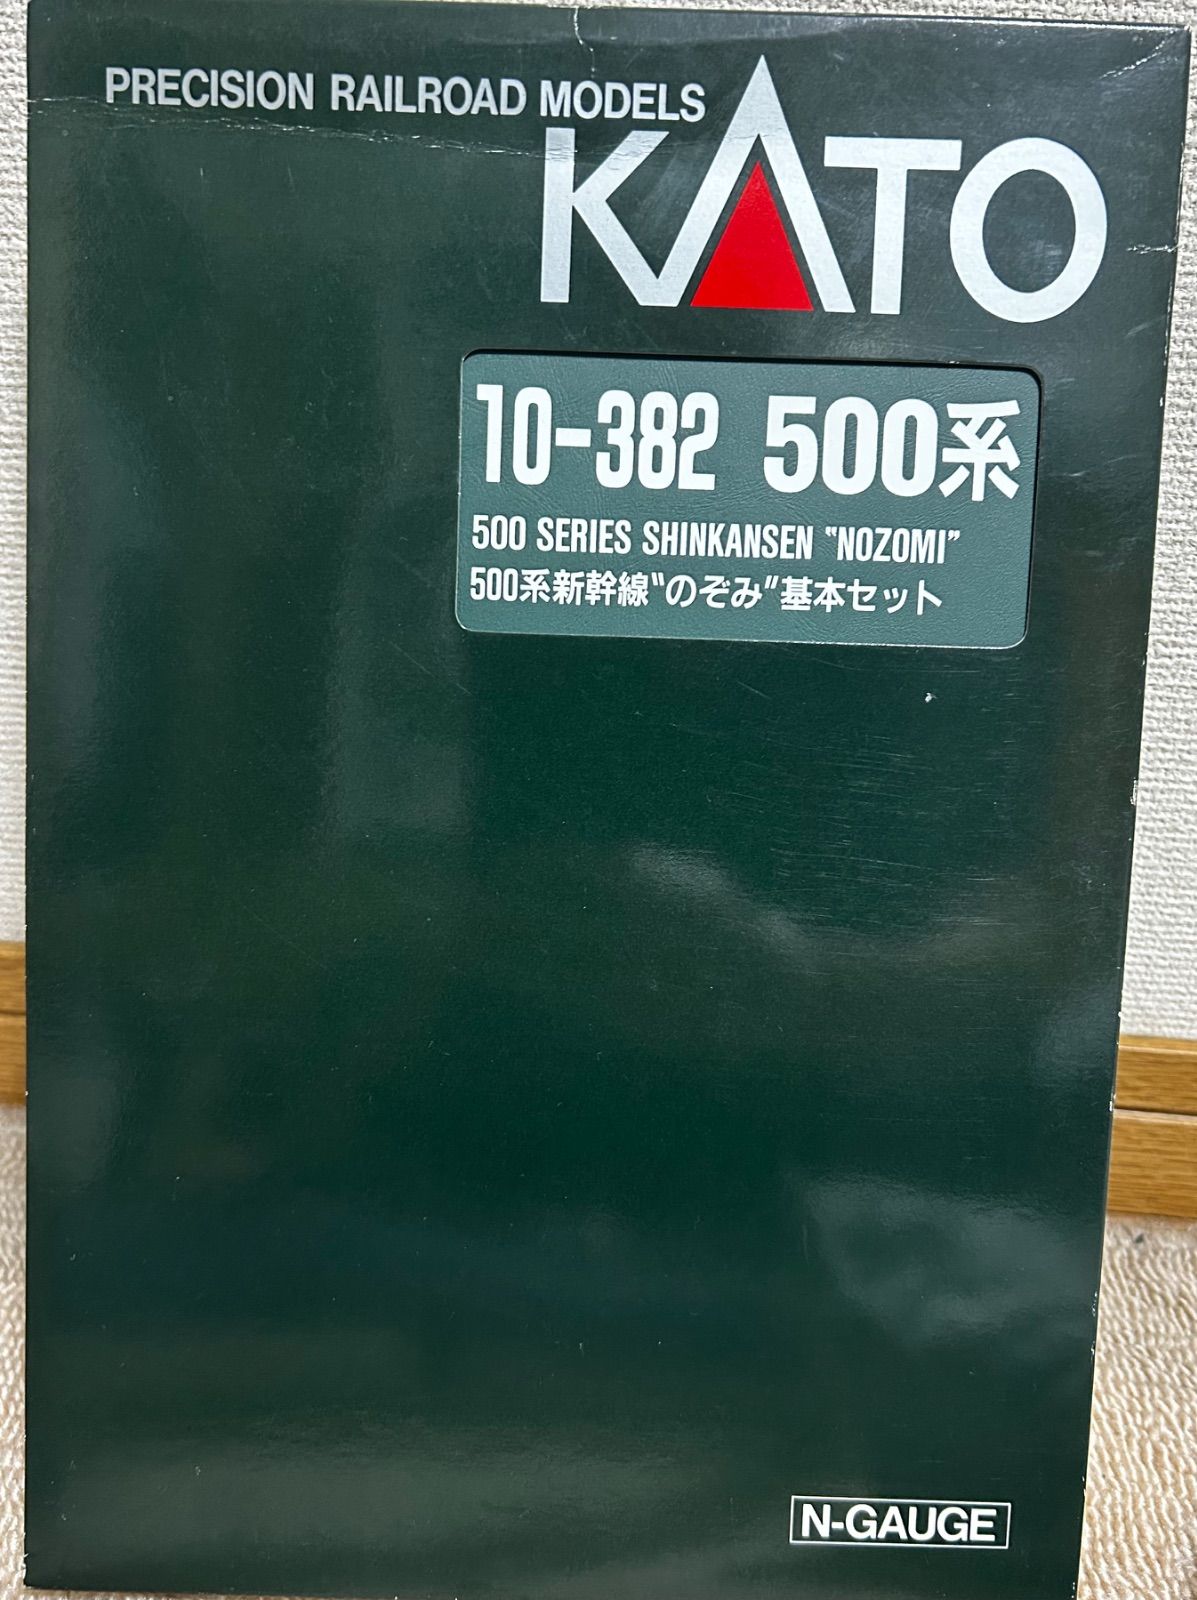 PRECISION RAILROAD MODELS
KATO
10-382 500系
500 SERIES SHINKANSEN "NOZOMI"
500系新幹線"のぞみ"基本セット
N-GAUGE